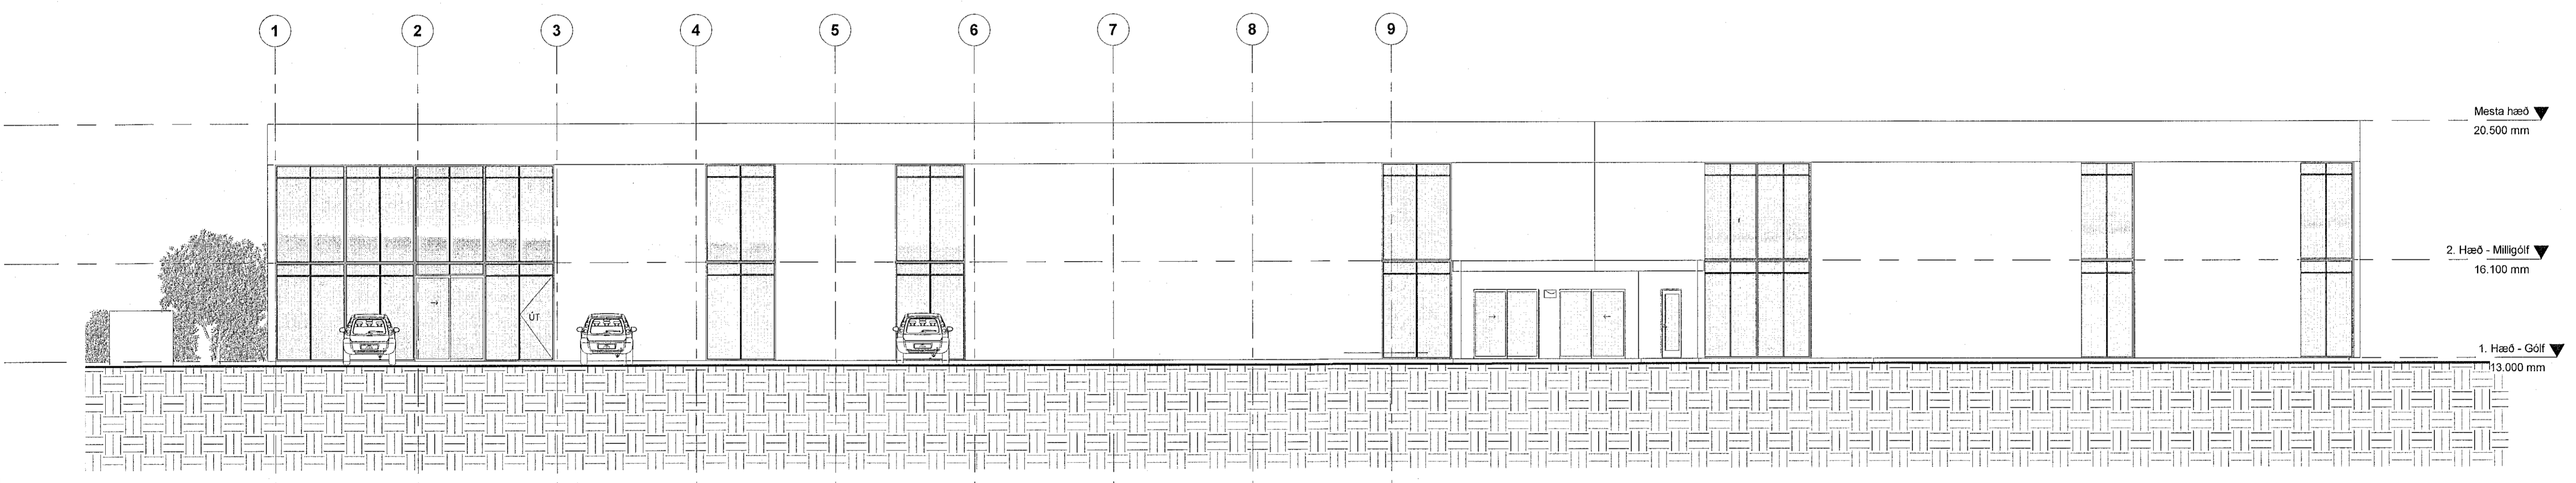 1 2 3 4 5 6 7 8 9
Mesta hæð
20.500 mm
2. Hæð - Milligólf
16.100 mm
ÚT
1. Hæð - Gólf
13.000 mm